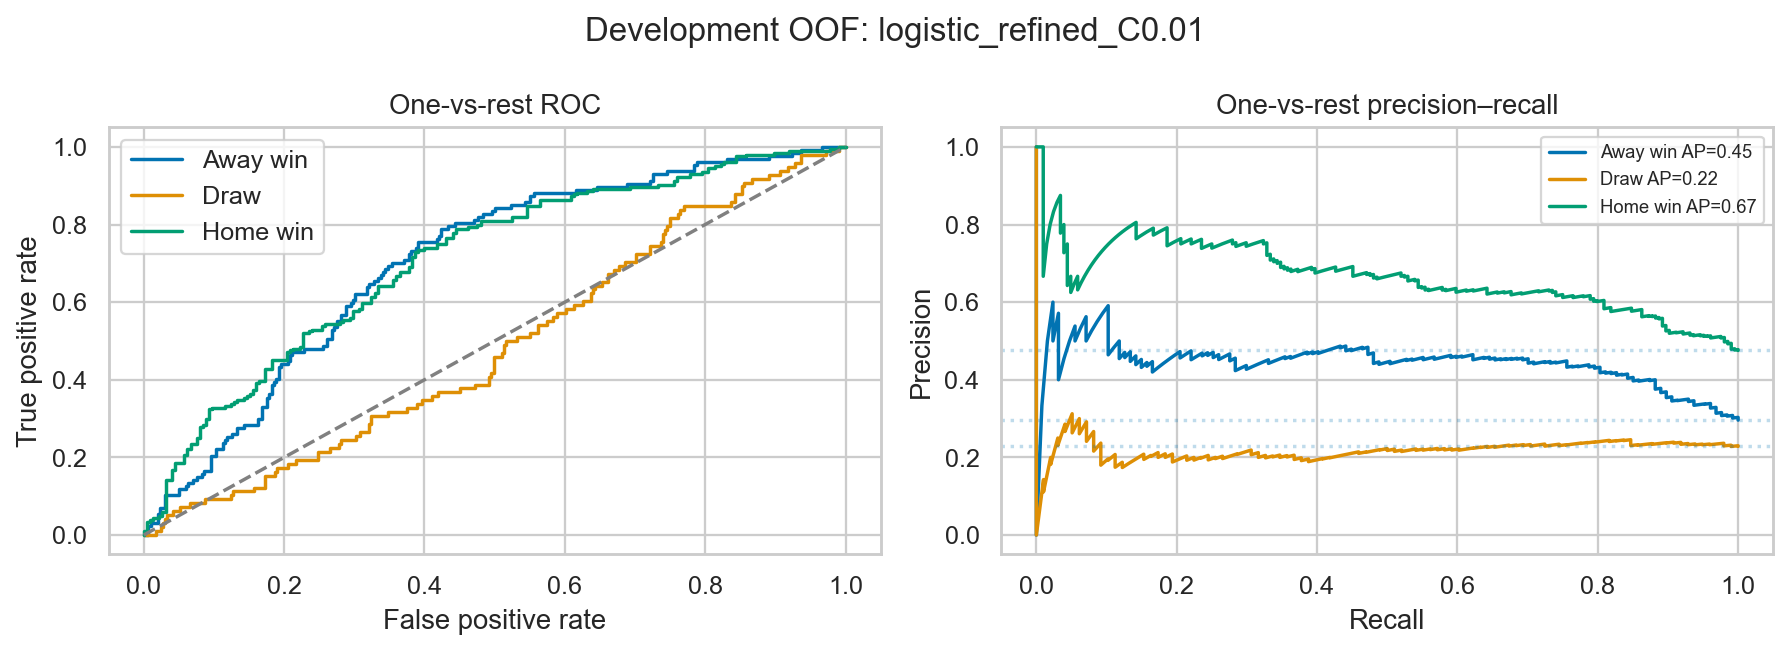 Development OOF: logistic_refined_C0.01
One-vs-rest ROC
1.0
0.8
0.6
0.4
0.2
0.0
True positive rate
Away win
Draw
Home win
0.0 0.2 0.4 0.6 0.8 1.0
False positive rate
One-vs-rest precision–recall
1.0
0.8
0.6
0.4
0.2
0.0
Precision
Away win AP=0.45
Draw AP=0.22
Home win AP=0.67
0.0 0.2 0.4 0.6 0.8 1.0
Recall